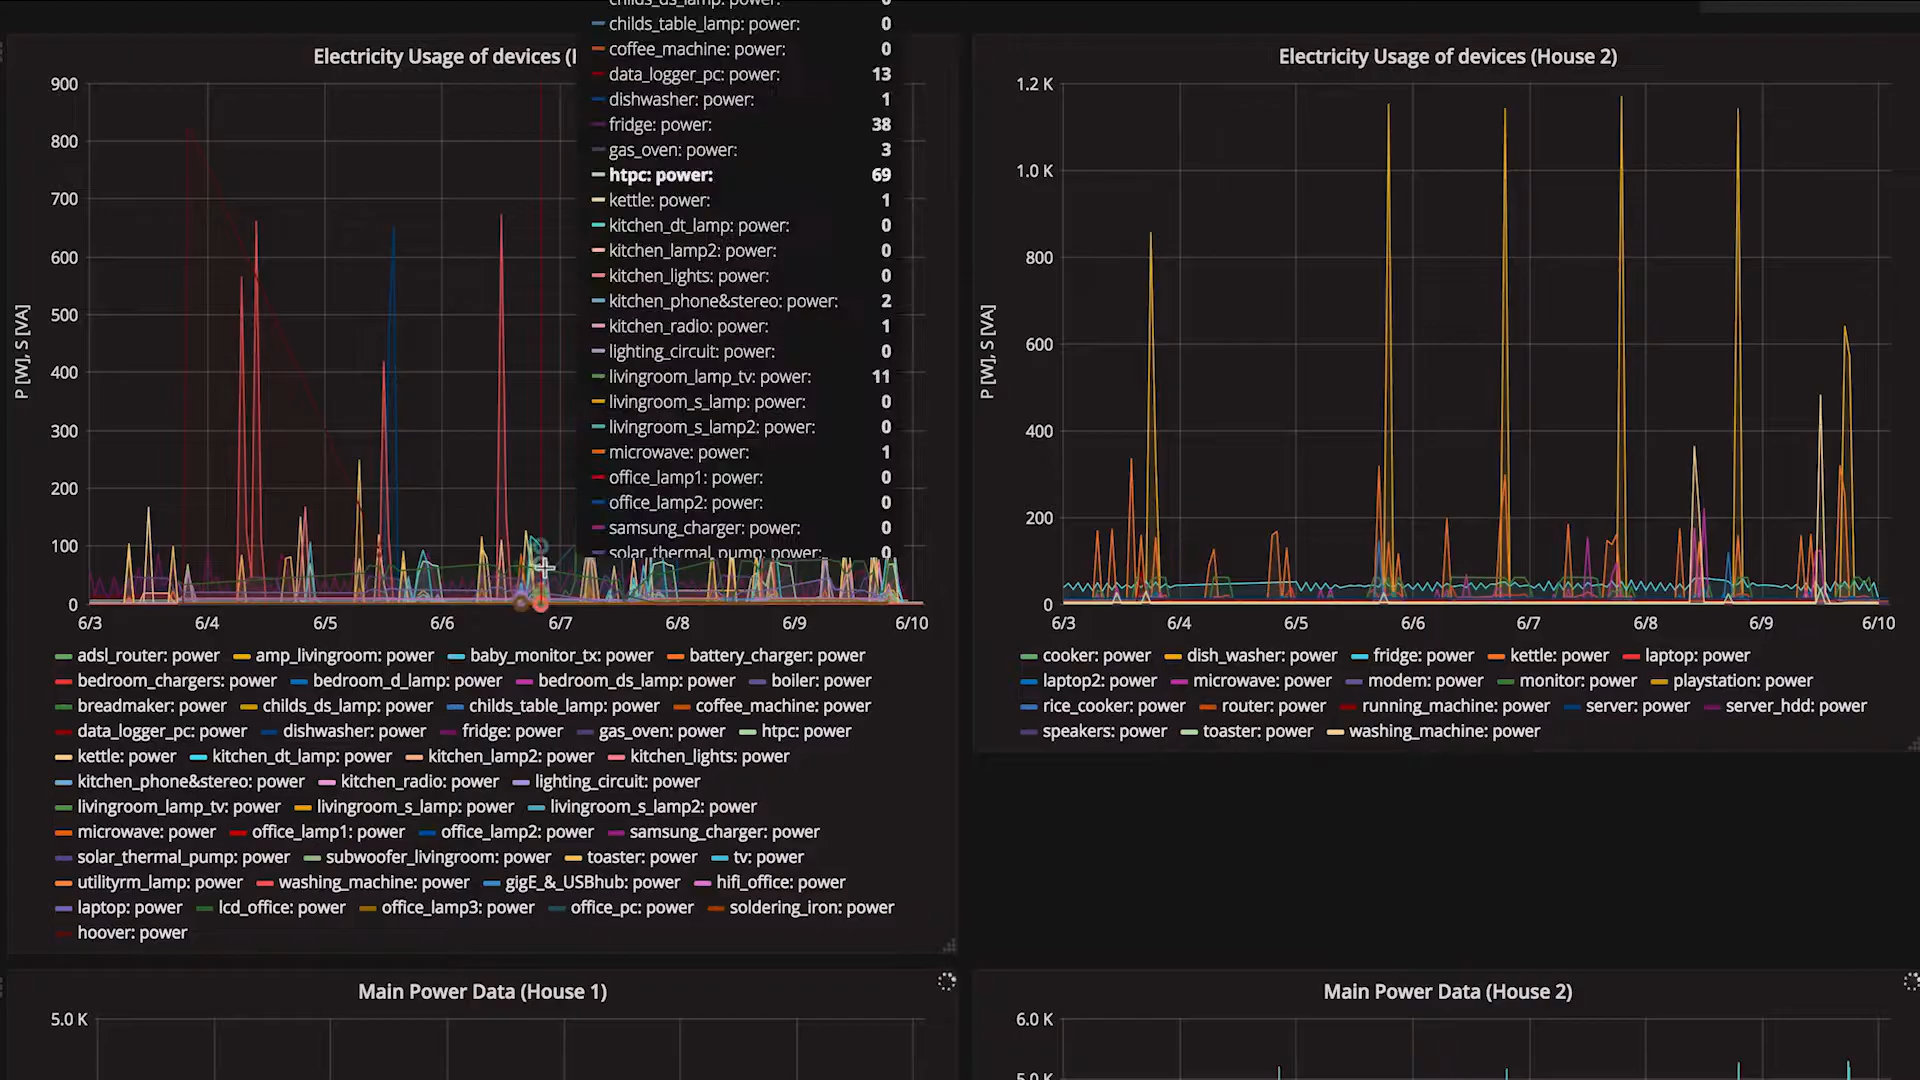 childs_ds_lamp: power: 0
childs_table_lamp: power: 0
coffee_machine: power: 0
data_logger_pc: power: 13
dishwasher: power: 1
fridge: power: 38
gas_oven: power: 3
htpc: power: 69
kettle: power: 1
kitchen_dt_lamp: power: 0
kitchen_lamp2: power: 0
kitchen_lights: power: 0
kitchen_phone&stereo: power: 2
kitchen_radio: power: 1
lighting_circuit: power: 0
livingroom_lamp_tv: power: 11
livingroom_s_lamp: power: 0
livingroom_s_lamp2: power: 0
microwave: power: 1
office_lamp1: power: 0
office_lamp2: power: 0
samsung_charger: power: 0
solar_thermal_pump: power: 0
Electricity Usage of devices (
900
800
700
600
500
400
300
200
100
0
P [W], S [VA]
6/3 6/4 6/5 6/6 6/7 6/8 6/9 6/10
adsl_router: power amp_livingroom: power baby_monitor_tx: power battery_charger: power
bedroom_chargers: power bedroom_d_lamp: power bedroom_ds_lamp: power boiler: power
breadmaker: power childs_ds_lamp: power childs_table_lamp: power coffee_machine: power
data_logger_pc: power dishwasher: power fridge: power gas_oven: power htpc: power
kettle: power kitchen_dt_lamp: power kitchen_lamp2: power kitchen_lights: power
kitchen_phone&stereo: power kitchen_radio: power lighting_circuit: power
livingroom_lamp_tv: power livingroom_s_lamp: power livingroom_s_lamp2: power
microwave: power office_lamp1: power office_lamp2: power samsung_charger: power
solar_thermal_pump: power subwoofer_livingroom: power toaster: power tv: power
utilityrm_lamp: power washing_machine: power gigE_&_USBhub: power hifi_office: power
laptop: power lcd_office: power office_lamp3: power office_pc: power soldering_iron: power
hoover: power
Electricity Usage of devices (House 2)
1.2 K
1.0 K
800
600
400
200
0
P [W], S [VA]
6/3 6/4 6/5 6/6 6/7 6/8 6/9 6/10
cooker: power dish_washer: power fridge: power kettle: power laptop: power
laptop2: power microwave: power modem: power monitor: power playstation: power
rice_cooker: power router: power running_machine: power server: power server_hdd: power
speakers: power toaster: power washing_machine: power
Main Power Data (House 1)
5.0 K
Main Power Data (House 2)
6.0 K
5.0 K